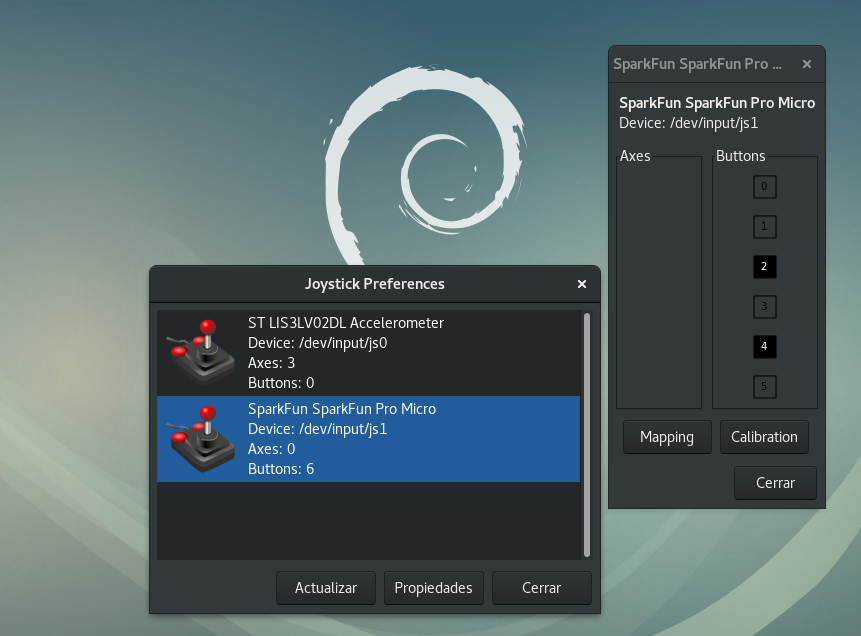 SparkFun SparkFun Pro ...
SparkFun SparkFun Pro Micro
Device: /dev/input/js1
Axes
Buttons
0
1
2
3
4
5
Mapping
Calibration
Cerrar
Joystick Preferences
ST LIS3LV02DL Accelerometer
Device: /dev/input/js0
Axes: 3
Buttons: 0
SparkFun SparkFun Pro Micro
Device: /dev/input/js1
Axes: 0
Buttons: 6
Actualizar
Propiedades
Cerrar